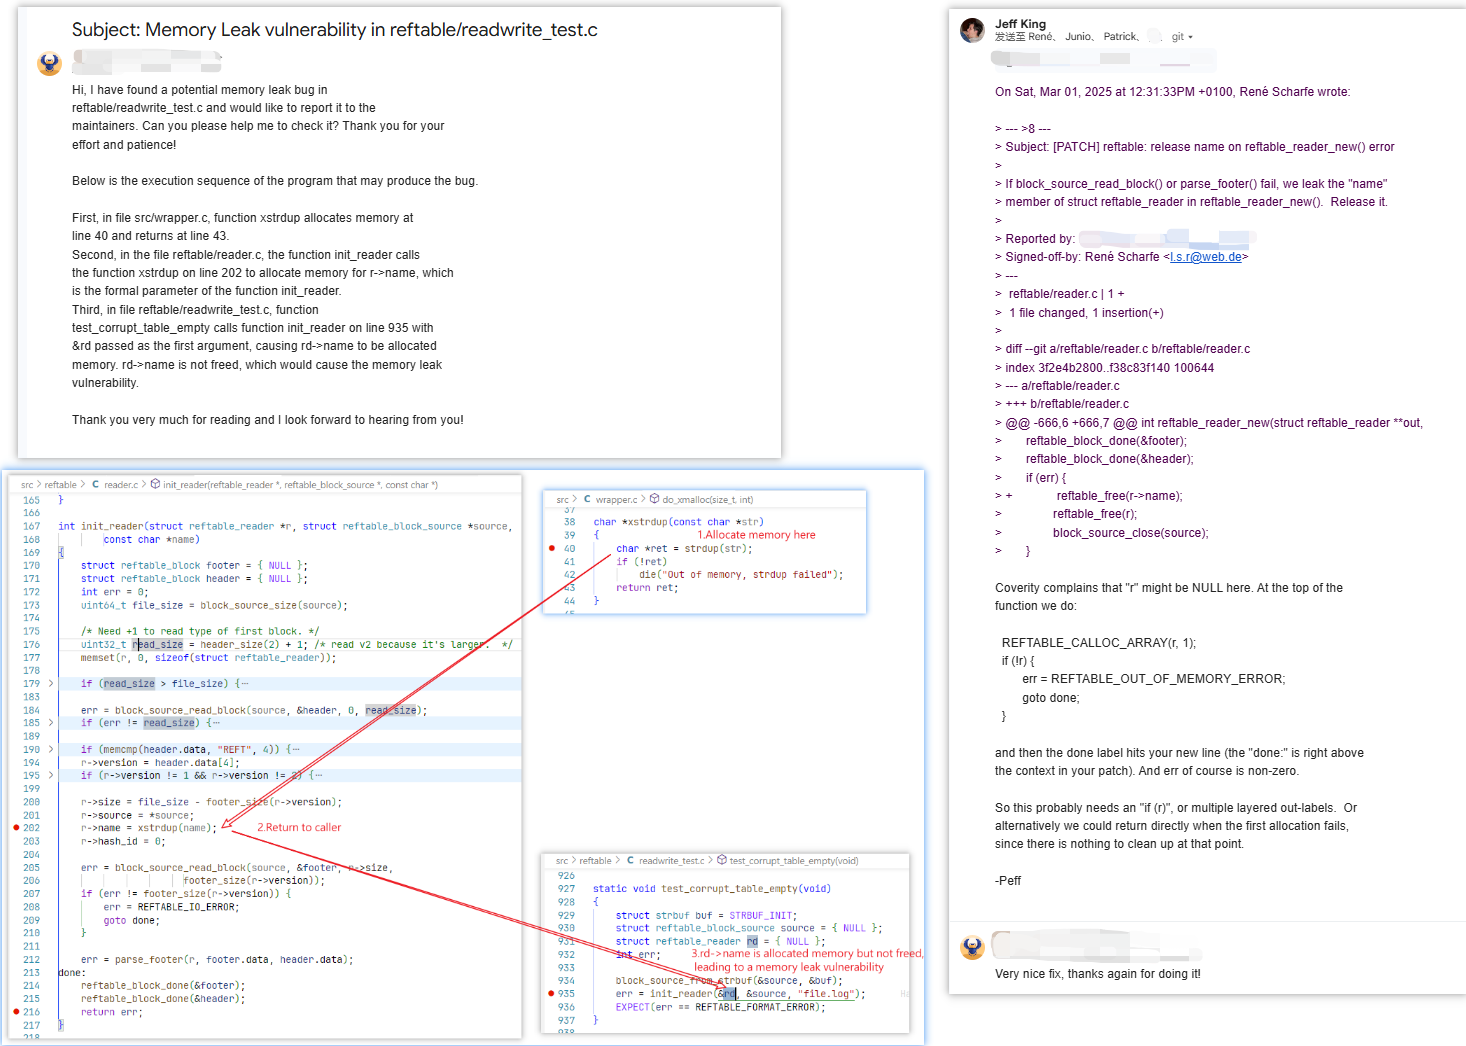 Subject: Memory Leak vulnerability in reftable/readwrite_test.c
Hi, I have found a potential memory leak bug in
reftable/readwrite_test.c and would like to report it to the
maintainers. Can you please help me to check it? Thank you for your
effort and patience!
Below is the execution sequence of the program that may produce the bug.
First, in file src/wrapper.c, function xstrdup allocates memory at
line 40 and returns at line 43.
Second, in the file reftable/reader.c, the function init_reader calls
the function xstrdup on line 202 to allocate memory for r->name, which
is the formal parameter of the function init_reader.
Third, in file reftable/readwrite_test.c, function
test_corrupt_table_empty calls function init_reader on line 935 with
&rd passed as the first argument, causing rd->name to be allocated
memory. rd->name is not freed, which would cause the memory leak
vulnerability.
Thank you very much for reading and I look forward to hearing from you!
src > reftable > C reader.c > init_reader(reftable_reader *, reftable_block_source *, const char *)
165 }
166
167 int init_reader(struct reftable_reader *r, struct reftable_block_source *source,
168 const char *name)
169 {
170 struct reftable_block footer = { NULL };
171 struct reftable_block header = { NULL };
172 int err = 0;
173 uint64_t file_size = block_source_size(source);
174
175 /* Need +1 to read type of first block. */
176 uint32_t read_size = header_size(2) + 1; /* read v2 because it's larger. */
177 memset(r, 0, sizeof(struct reftable_reader));
178
179 > if (read_size > file_size) {⋯
183
184 err = block_source_read_block(source, &header, 0, read_size);
185 > if (err != read_size) {⋯
189
190 > if (memcmp(header.data, "REFT", 4)) {⋯
194 r->version = header.data[4];
195 > if (r->version != 1 && r->version != 2) {⋯
199
200 r->size = file_size - footer_size(r->version);
201 r->source = *source;
202 r->name = xstrdup(name);
2.Return to caller
203 r->hash_id = 0;
204
205 err = block_source_read_block(source, &footer, r->size,
206 footer_size(r->version));
207 if (err != footer_size(r->version)) {
208 err = REFTABLE_IO_ERROR;
209 goto done;
210 }
211
212 err = parse_footer(r, footer.data, header.data);
213 done:
214 reftable_block_done(&footer);
215 reftable_block_done(&header);
216 return err;
217 }
218
src > C wrapper.c > do_xmalloc(size_t, int)
37
38 char *xstrdup(const char *str)
39 {
1.Allocate memory here
40 char *ret = strdup(str);
41 if (!ret)
42 die("Out of memory, strdup failed");
43 return ret;
44 }
45
src > reftable > C readwrite_test.c > test_corrupt_table_empty(void)
926
927 static void test_corrupt_table_empty(void)
928 {
929 struct strbuf buf = STRBUF_INIT;
930 struct reftable_block_source source = { NULL };
931 struct reftable_reader rd = { NULL };
932 int err;
3.rd->name is allocated memory but not freed,
933
leading to a memory leak vulnerability
934 block_source_from_strbuf(&source, &buf);
935 err = init_reader(&rd, &source, "file.log");
936 EXPECT(err == REFTABLE_FORMAT_ERROR);
937 }
938
Jeff King
发送至 René、 Junio、 Patrick、 、 git
On Sat, Mar 01, 2025 at 12:31:33PM +0100, René Scharfe wrote:
> --- >8 ---
> Subject: [PATCH] reftable: release name on reftable_reader_new() error
>
> If block_source_read_block() or parse_footer() fail, we leak the "name"
> member of struct reftable_reader in reftable_reader_new(). Release it.
>
> Reported by:
> Signed-off-by: René Scharfe <l.s.r@web.de>
> ---
> reftable/reader.c | 1 +
> 1 file changed, 1 insertion(+)
>
> diff --git a/reftable/reader.c b/reftable/reader.c
> index 3f2e4b2800..f38c83f140 100644
> --- a/reftable/reader.c
> +++ b/reftable/reader.c
> @@ -666,6 +666,7 @@ int reftable_reader_new(struct reftable_reader **out,
> reftable_block_done(&footer);
> reftable_block_done(&header);
> if (err) {
> + reftable_free(r->name);
> reftable_free(r);
> block_source_close(source);
> }
Coverity complains that "r" might be NULL here. At the top of the
function we do:
REFTABLE_CALLOC_ARRAY(r, 1);
if (!r) {
err = REFTABLE_OUT_OF_MEMORY_ERROR;
goto done;
}
and then the done label hits your new line (the "done:" is right above
the context in your patch). And err of course is non-zero.
So this probably needs an "if (r)", or multiple layered out-labels. Or
alternatively we could return directly when the first allocation fails,
since there is nothing to clean up at that point.
-Peff
Very nice fix, thanks again for doing it!